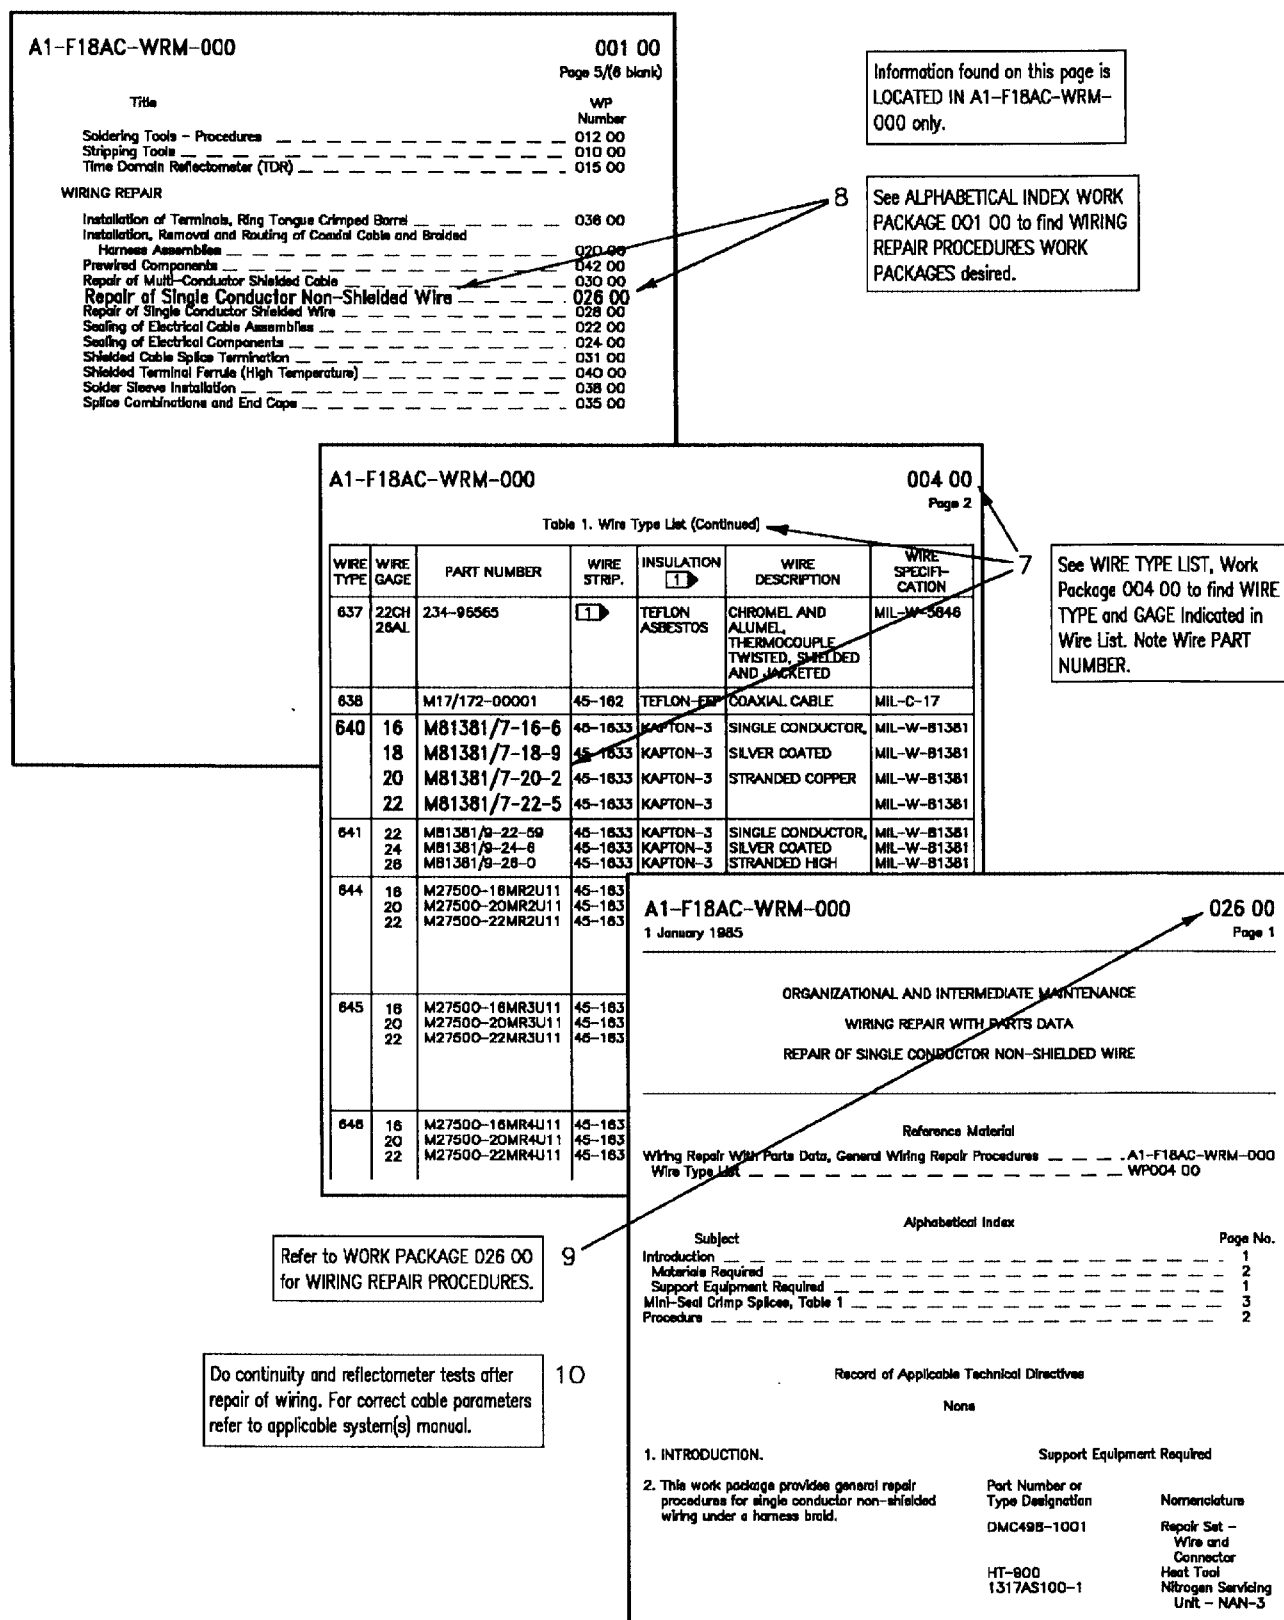 A1-F18AC-WRM-000 001 00
Page 5/(6 blank)
Title WP
Number
Soldering Tools - Procedures 012 00
Stripping Tools 010 00
Time Domain Reflectometer (TDR) 015 00
WIRING REPAIR
Installation of Terminals, Ring Tongue Crimped Barrel 036 00
Installation, Removal and Routing of Coaxial Cable and Braided
Harness Assemblies 020 00
Prewired Components 042 00
Repair of Multi-Conductor Shielded Cable 030 00
Repair of Single Conductor Non-Shielded Wire 026 00
Repair of Single Conductor Shielded Wire 028 00
Sealing of Electrical Cable Assemblies 022 00
Sealing of Electrical Components 024 00
Shielded Cable Splice Termination 031 00
Shielded Terminal Ferrule (High Temperature) 040 00
Solder Sleeve Installation 038 00
Splice Combinations and End Caps 035 00
Information found on this page is
LOCATED IN A1-F18AC-WRM-
000 only.
8
See ALPHABETICAL INDEX WORK
PACKAGE 001 00 to find WIRING
REPAIR PROCEDURES WORK
PACKAGES desired.
A1-F18AC-WRM-000 004 00
Page 2
Table 1. Wire Type List (Continued)
WIRE TYPE WIRE GAGE PART NUMBER WIRE STRIP. INSULATION 1 WIRE DESCRIPTION WIRE SPECIFI-CATION
637 22CH 234-96565 1 TEFLON CHROMEL AND MIL-W-5846
26AL ASBESTOS ALUMEL,
THERMOCOUPLE
TWISTED, SHIELDED
AND JACKETED
638 M17/172-00001 45-162 TEFLON-FEP COAXIAL CABLE MIL-C-17
640 16 M81381/7-16-6 45-1633 KAPTON-3 SINGLE CONDUCTOR, MIL-W-81381
18 M81381/7-18-9 45-1633 KAPTON-3 SILVER COATED MIL-W-81381
20 M81381/7-20-2 45-1633 KAPTON-3 STRANDED COPPER MIL-W-81381
22 M81381/7-22-5 45-1633 KAPTON-3 MIL-W-81381
641 22 M81381/9-22-59 45-1633 KAPTON-3 SINGLE CONDUCTOR, MIL-W-81381
24 M81381/9-24-6 45-1633 KAPTON-3 SILVER COATED MIL-W-81381
26 M81381/9-26-0 45-1633 KAPTON-3 STRANDED HIGH MIL-W-81381
644 16 M27500-16MR2U11 45-163
20 M27500-20MR2U11 45-163
22 M27500-22MR2U11 45-163
645 16 M27500-16MR3U11 45-163
20 M27500-20MR3U11 45-163
22 M27500-22MR3U11 45-163
646 16 M27500-16MR4U11 45-163
20 M27500-20MR4U11 45-163
22 M27500-22MR4U11 45-163
7
See WIRE TYPE LIST, Work
Package 004 00 to find WIRE
TYPE and GAGE Indicated in
Wire List. Note Wire PART
NUMBER.
A1-F18AC-WRM-000 026 00
1 January 1985 Page 1
ORGANIZATIONAL AND INTERMEDIATE MAINTENANCE
WIRING REPAIR WITH PARTS DATA
REPAIR OF SINGLE CONDUCTOR NON-SHIELDED WIRE
Reference Material
Wiring Repair With Parts Data, General Wiring Repair Procedures A1-F18AC-WRM-000
Wire Type List WP004 00
Alphabetical Index
Subject Page No.
Introduction 1
Materials Required 2
Support Equipment Required 1
Mini-Seal Crimp Splices, Table 1 3
Procedure 2
Record of Applicable Technical Directives
None
1. INTRODUCTION.
2. This work package provides general repair
procedures for single conductor non-shielded
wiring under a harness braid.
Support Equipment Required
Part Number or
Type Designation Nomenclature
DMC498-1001 Repair Set -
Wire and
Connector
HT-900 Heat Tool
1317AS100-1 Nitrogen Servicing
Unit - NAN-3
Refer to WORK PACKAGE 026 00
for WIRING REPAIR PROCEDURES.
9
Do continuity and reflectometer tests after
repair of wiring. For correct cable parameters
refer to applicable system(s) manual.
10